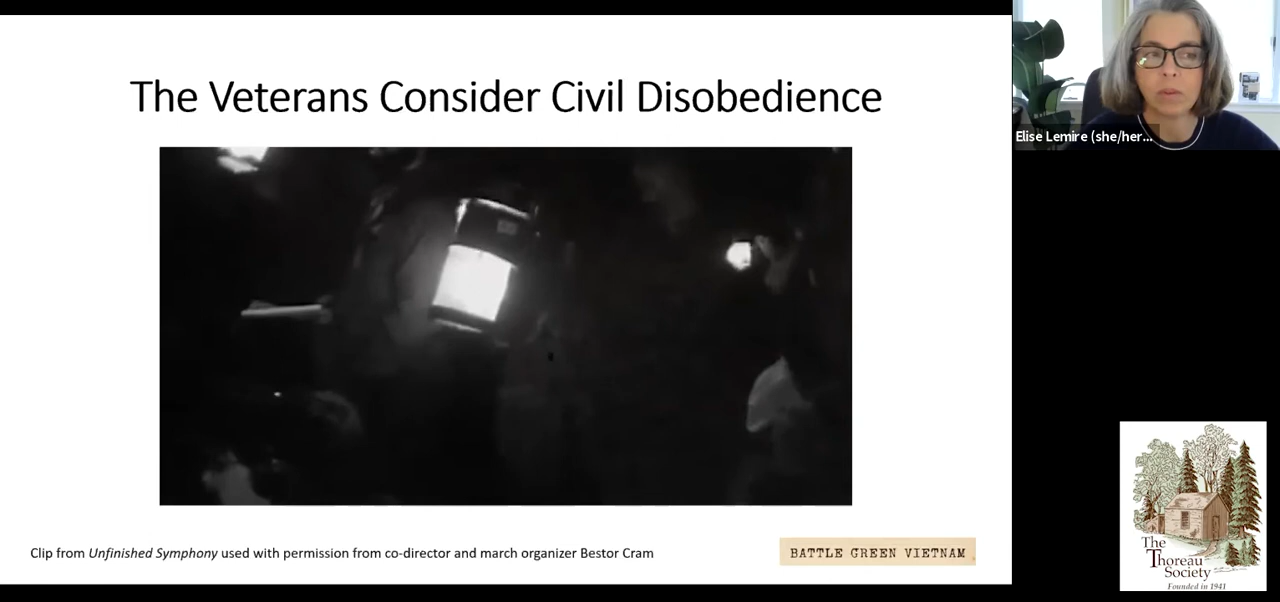 The Veterans Consider Civil Disobedience
Elise Lemire (she/her...
Clip from Unfinished Symphony used with permission from co-director and march organizer Bestor Cram
BATTLE GREEN VIETNAM
The
Thoreau
Society
Founded in 1941